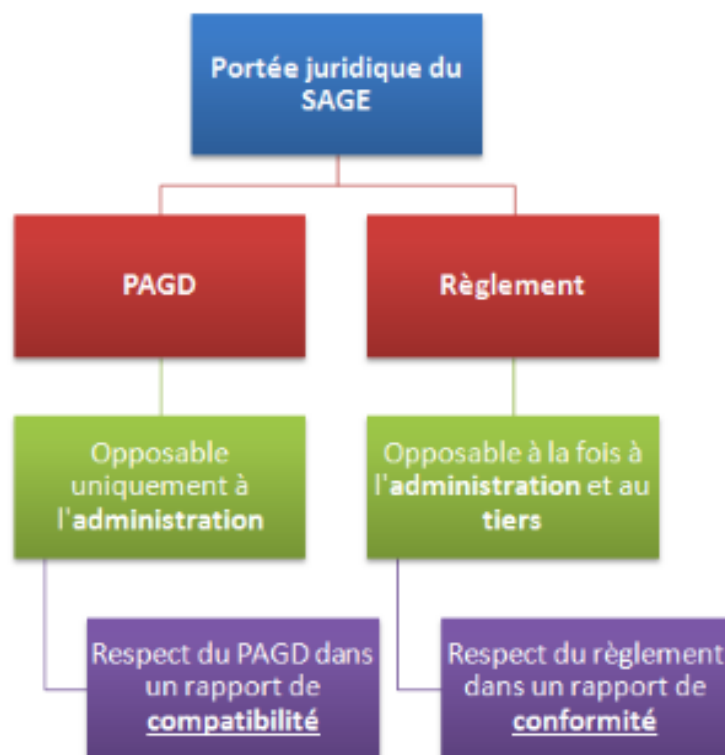 Portée juridique du
SAGE
PAGD
Règlement
Opposable
uniquement à
l'administration
Opposable à la fois à
l'administration et au
tiers
Respect du PAGD dans
un rapport de
compatibilité
Respect du règlement
dans un rapport de
conformité